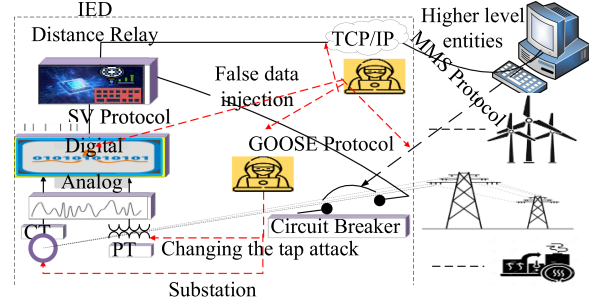 IED
Distance Relay
TCP/IP
Higher level
entities
MMS Protocol
False data
injection
SV Protocol
Digital
010101010101
GOOSE Protocol
Analog
CT
PT
Circuit Breaker
Changing the tap attack
Substation